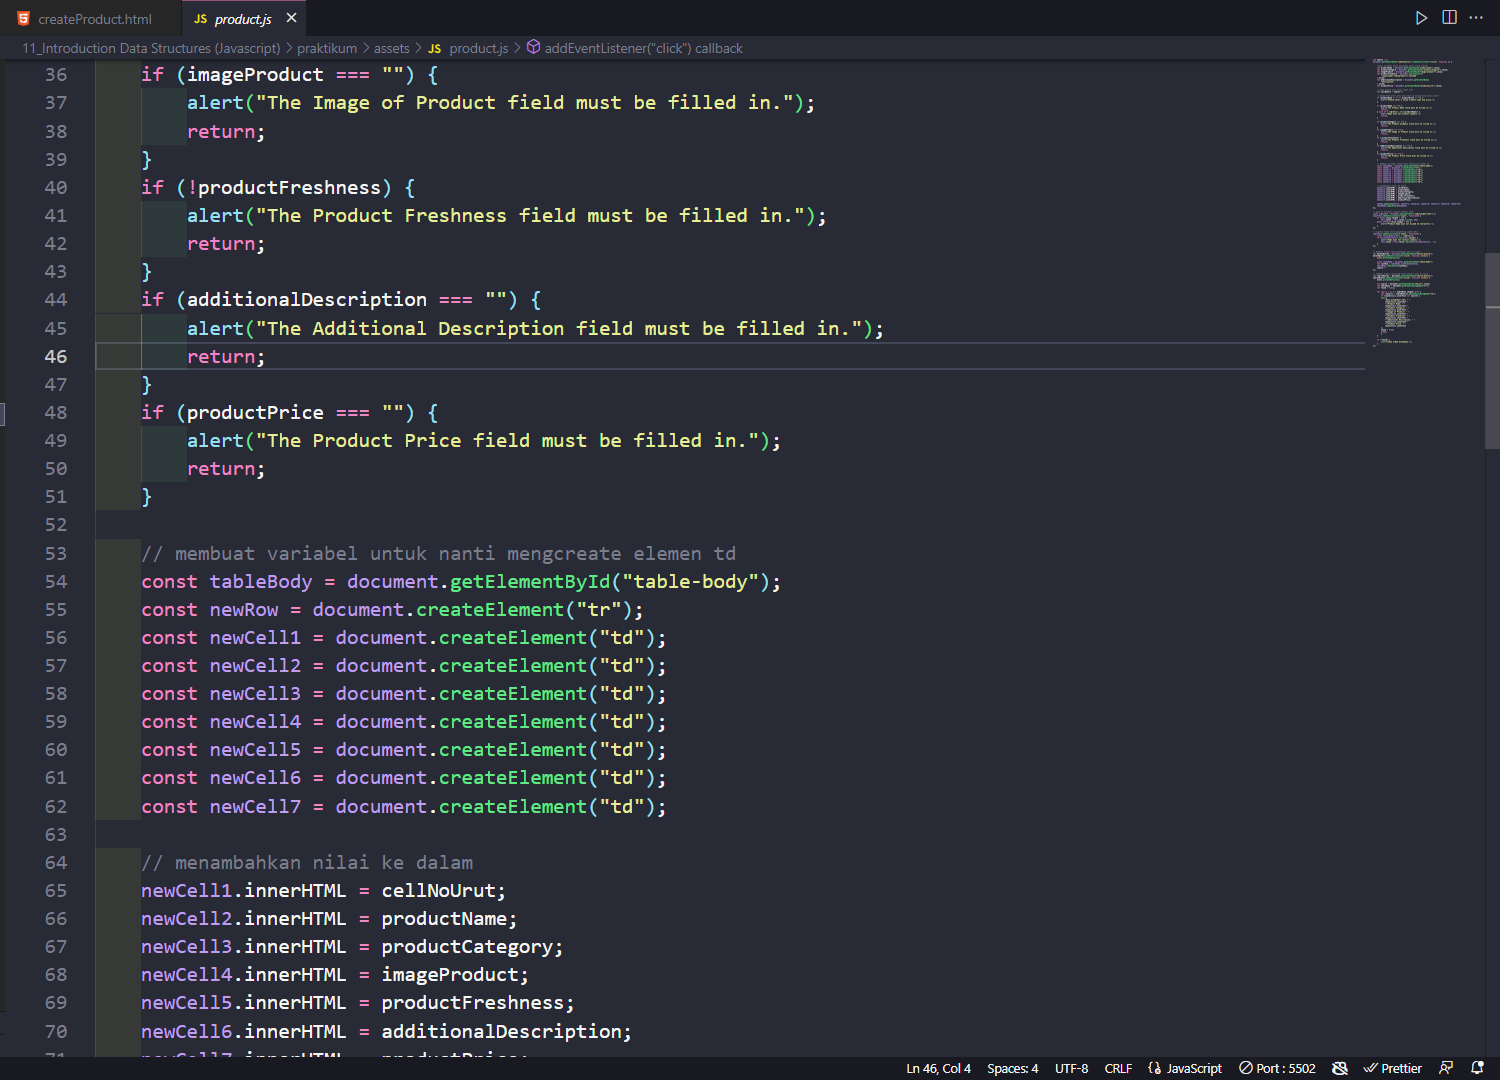 createProduct.html
JS product.js
11_Introduction Data Structures (Javascript) > praktikum > assets > JS product.js > addEventListener("click") callback
36 if (imageProduct === "") {
37 alert("The Image of Product field must be filled in.");
38 return;
39 }
40 if (!productFreshness) {
41 alert("The Product Freshness field must be filled in.");
42 return;
43 }
44 if (additionalDescription === "") {
45 alert("The Additional Description field must be filled in.");
46 return;
47 }
48 if (productPrice === "") {
49 alert("The Product Price field must be filled in.");
50 return;
51 }
52
53 // membuat variabel untuk nanti mengcreate elemen td
54 const tableBody = document.getElementById("table-body");
55 const newRow = document.createElement("tr");
56 const newCell1 = document.createElement("td");
57 const newCell2 = document.createElement("td");
58 const newCell3 = document.createElement("td");
59 const newCell4 = document.createElement("td");
60 const newCell5 = document.createElement("td");
61 const newCell6 = document.createElement("td");
62 const newCell7 = document.createElement("td");
63
64 // menambahkan nilai ke dalam
65 newCell1.innerHTML = cellNoUrut;
66 newCell2.innerHTML = productName;
67 newCell3.innerHTML = productCategory;
68 newCell4.innerHTML = imageProduct;
69 newCell5.innerHTML = productFreshness;
70 newCell6.innerHTML = additionalDescription;
71 newCell7.innerHTML = productPrice;
Ln 46, Col 4 Spaces: 4 UTF-8 CRLF {} JavaScript Port : 5502 Prettier